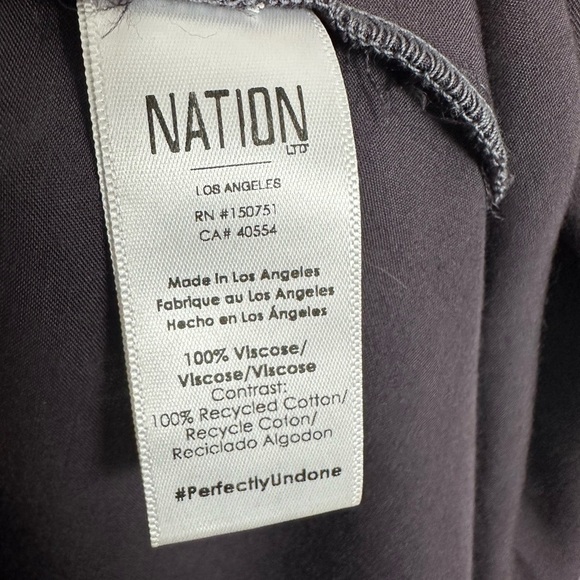 NATION
LTD
LOS ANGELES
RN #150751
CA# 40554
Made in Los Angeles
Fabrique au Los Angeles
Hecho en Los Ángeles
100% Viscose/
Viscose/Viscose
Contrast:
100% Recycled Cotton/
Recycle Coton/
Reciclado Algodon
#PerfectlyUndone